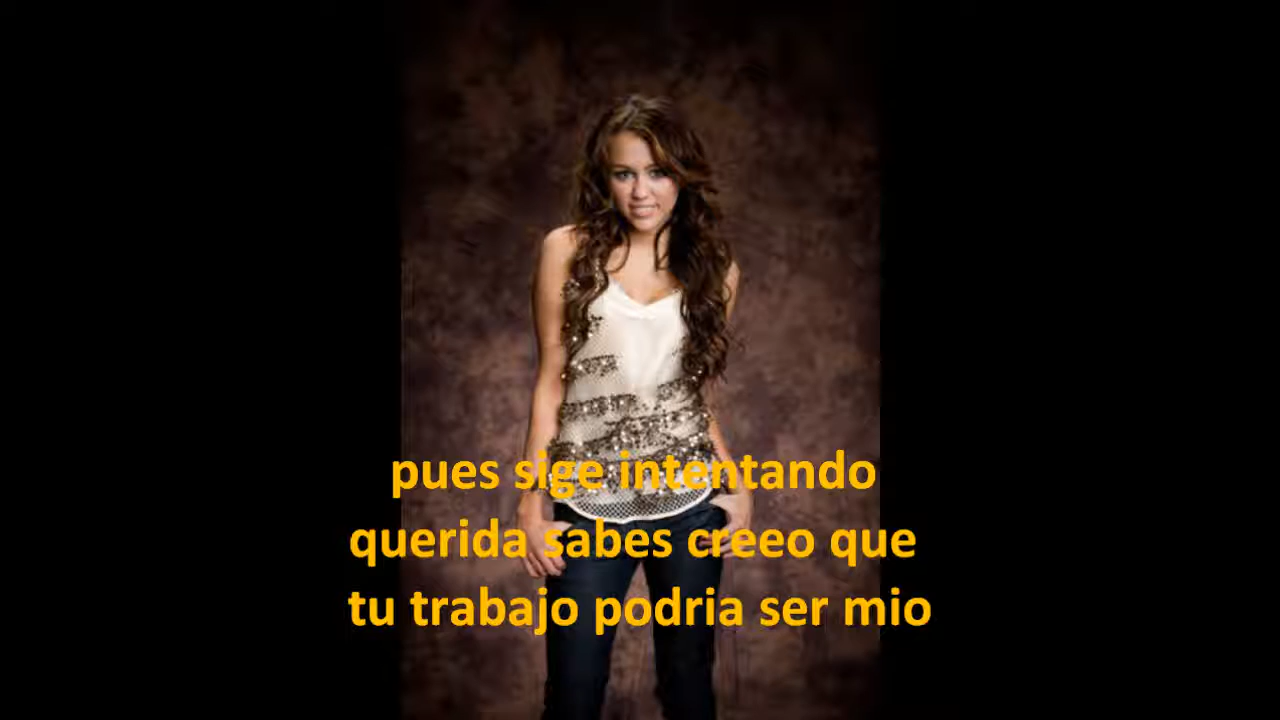 pues sige intentando
querida sabes creeo que
tu trabajo podria ser mio